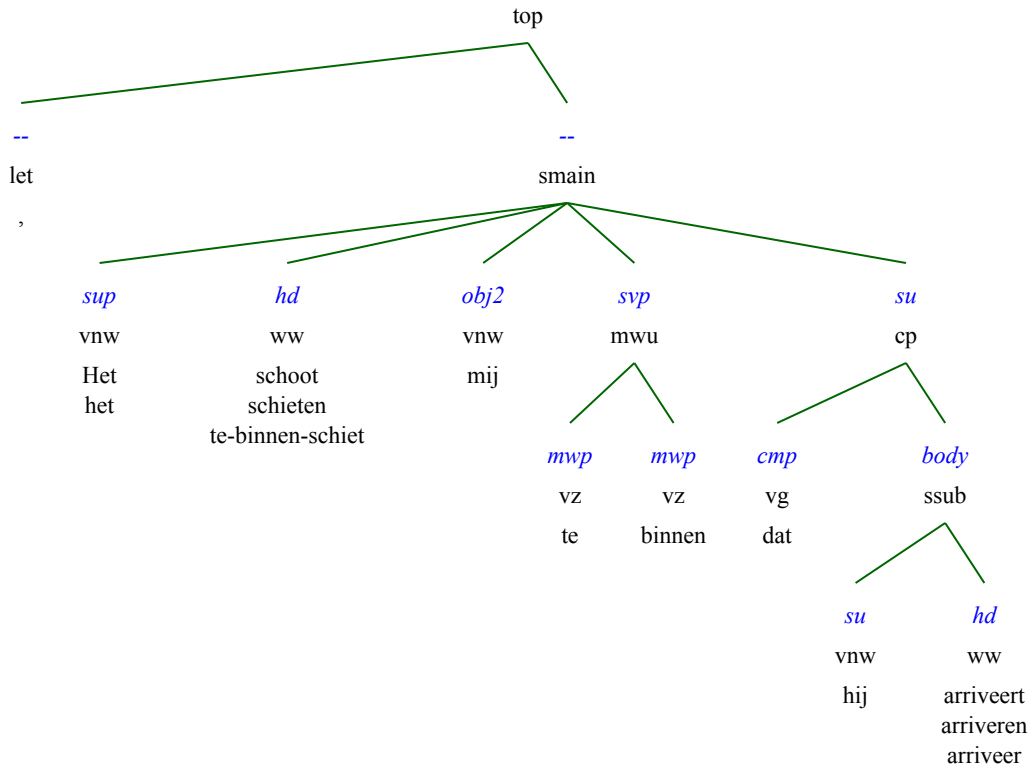 top
-- --
let smain
,
sup hd obj2 svp su
vnw ww vnw mwu cp
Het schoot mij
het schieten
te-binnen-schiet
mwp mwp cmp body
vz vz vg ssub
te binnen dat
su hd
vnw ww
hij arriveert
arriveren
arriveer